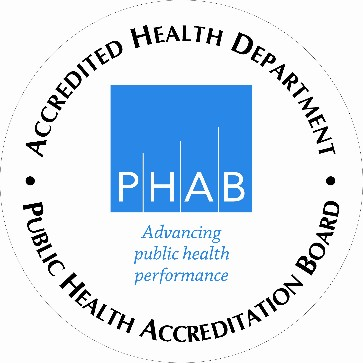 ACCREDITED HEALTH DEPARTMENT
PHAB
Advancing
public health
performance
• PUBLIC HEALTH ACCREDITATION BOARD •